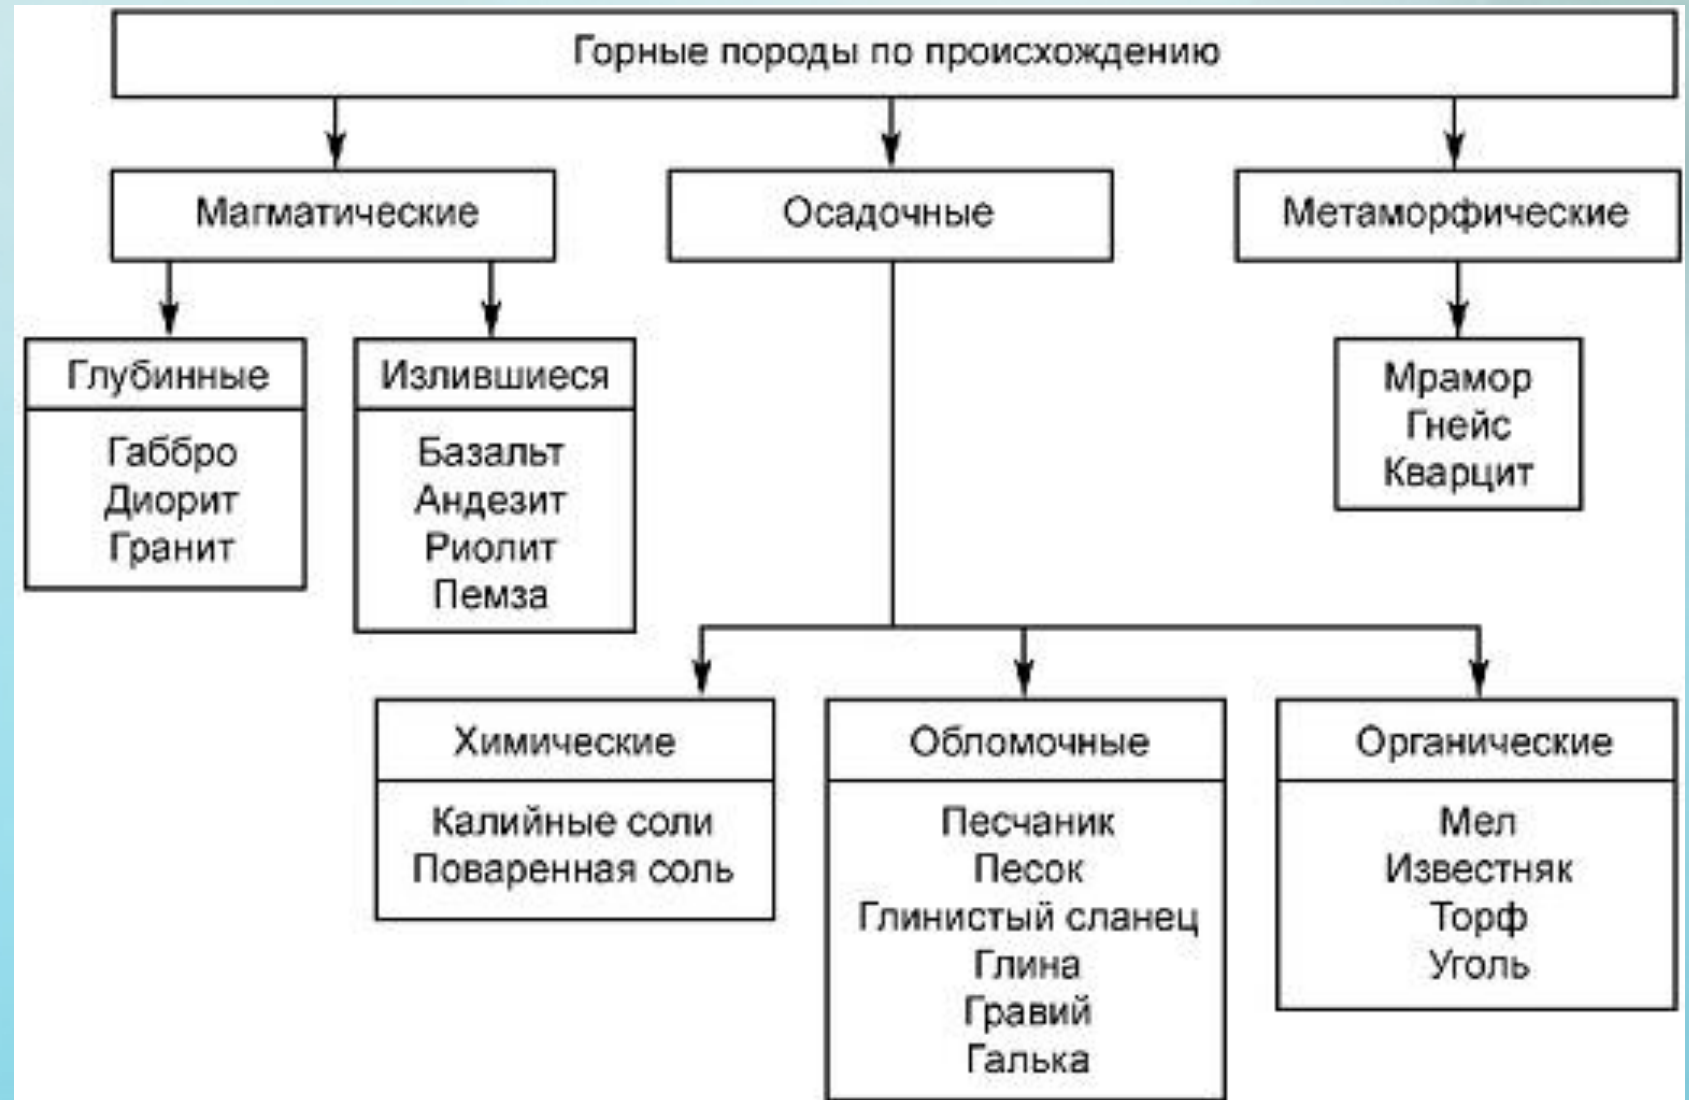 Горные породы по происхождению
Магматические
Осадочные
Метаморфические
Глубинные
Габбро
Диорит
Гранит
Излившиеся
Базальт
Андезит
Риолит
Пемза
Мрамор
Гнейс
Кварцит
Химические
Калийные соли
Поваренная соль
Обломочные
Песчаник
Песок
Глинистый сланец
Глина
Гравий
Галька
Органические
Мел
Известняк
Торф
Уголь